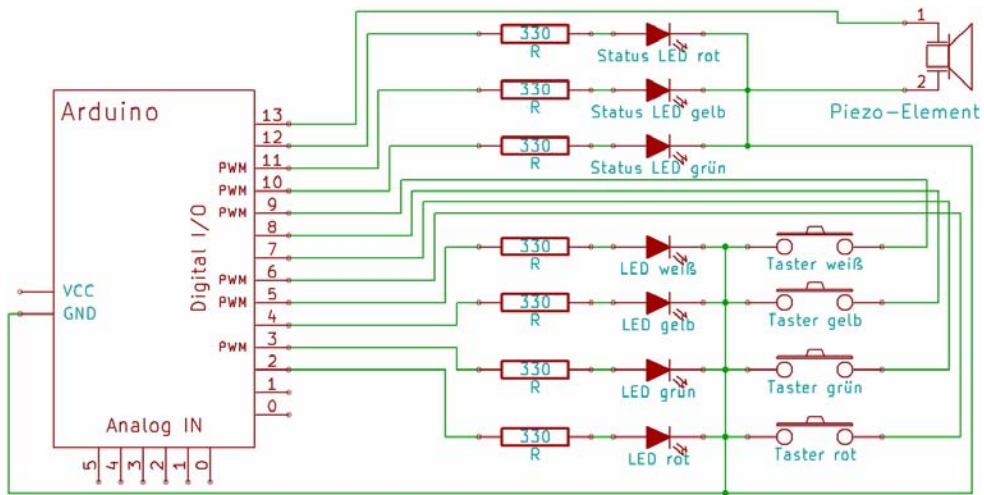 Arduino
Digital I/O
Analog IN
VCC
GND
13
12
PWM 11
PWM 10
PWM 9
8
7
PWM 6
PWM 5
4
PWM 3
2
1
0
5 4 3 2 1 0
330
R
Status LED rot
330
R
Status LED gelb
330
R
Status LED grün
1
2
Piezo-Element
330
R
LED weiß
Taster weiß
330
R
LED gelb
Taster gelb
330
R
LED grün
Taster grün
330
R
LED rot
Taster rot